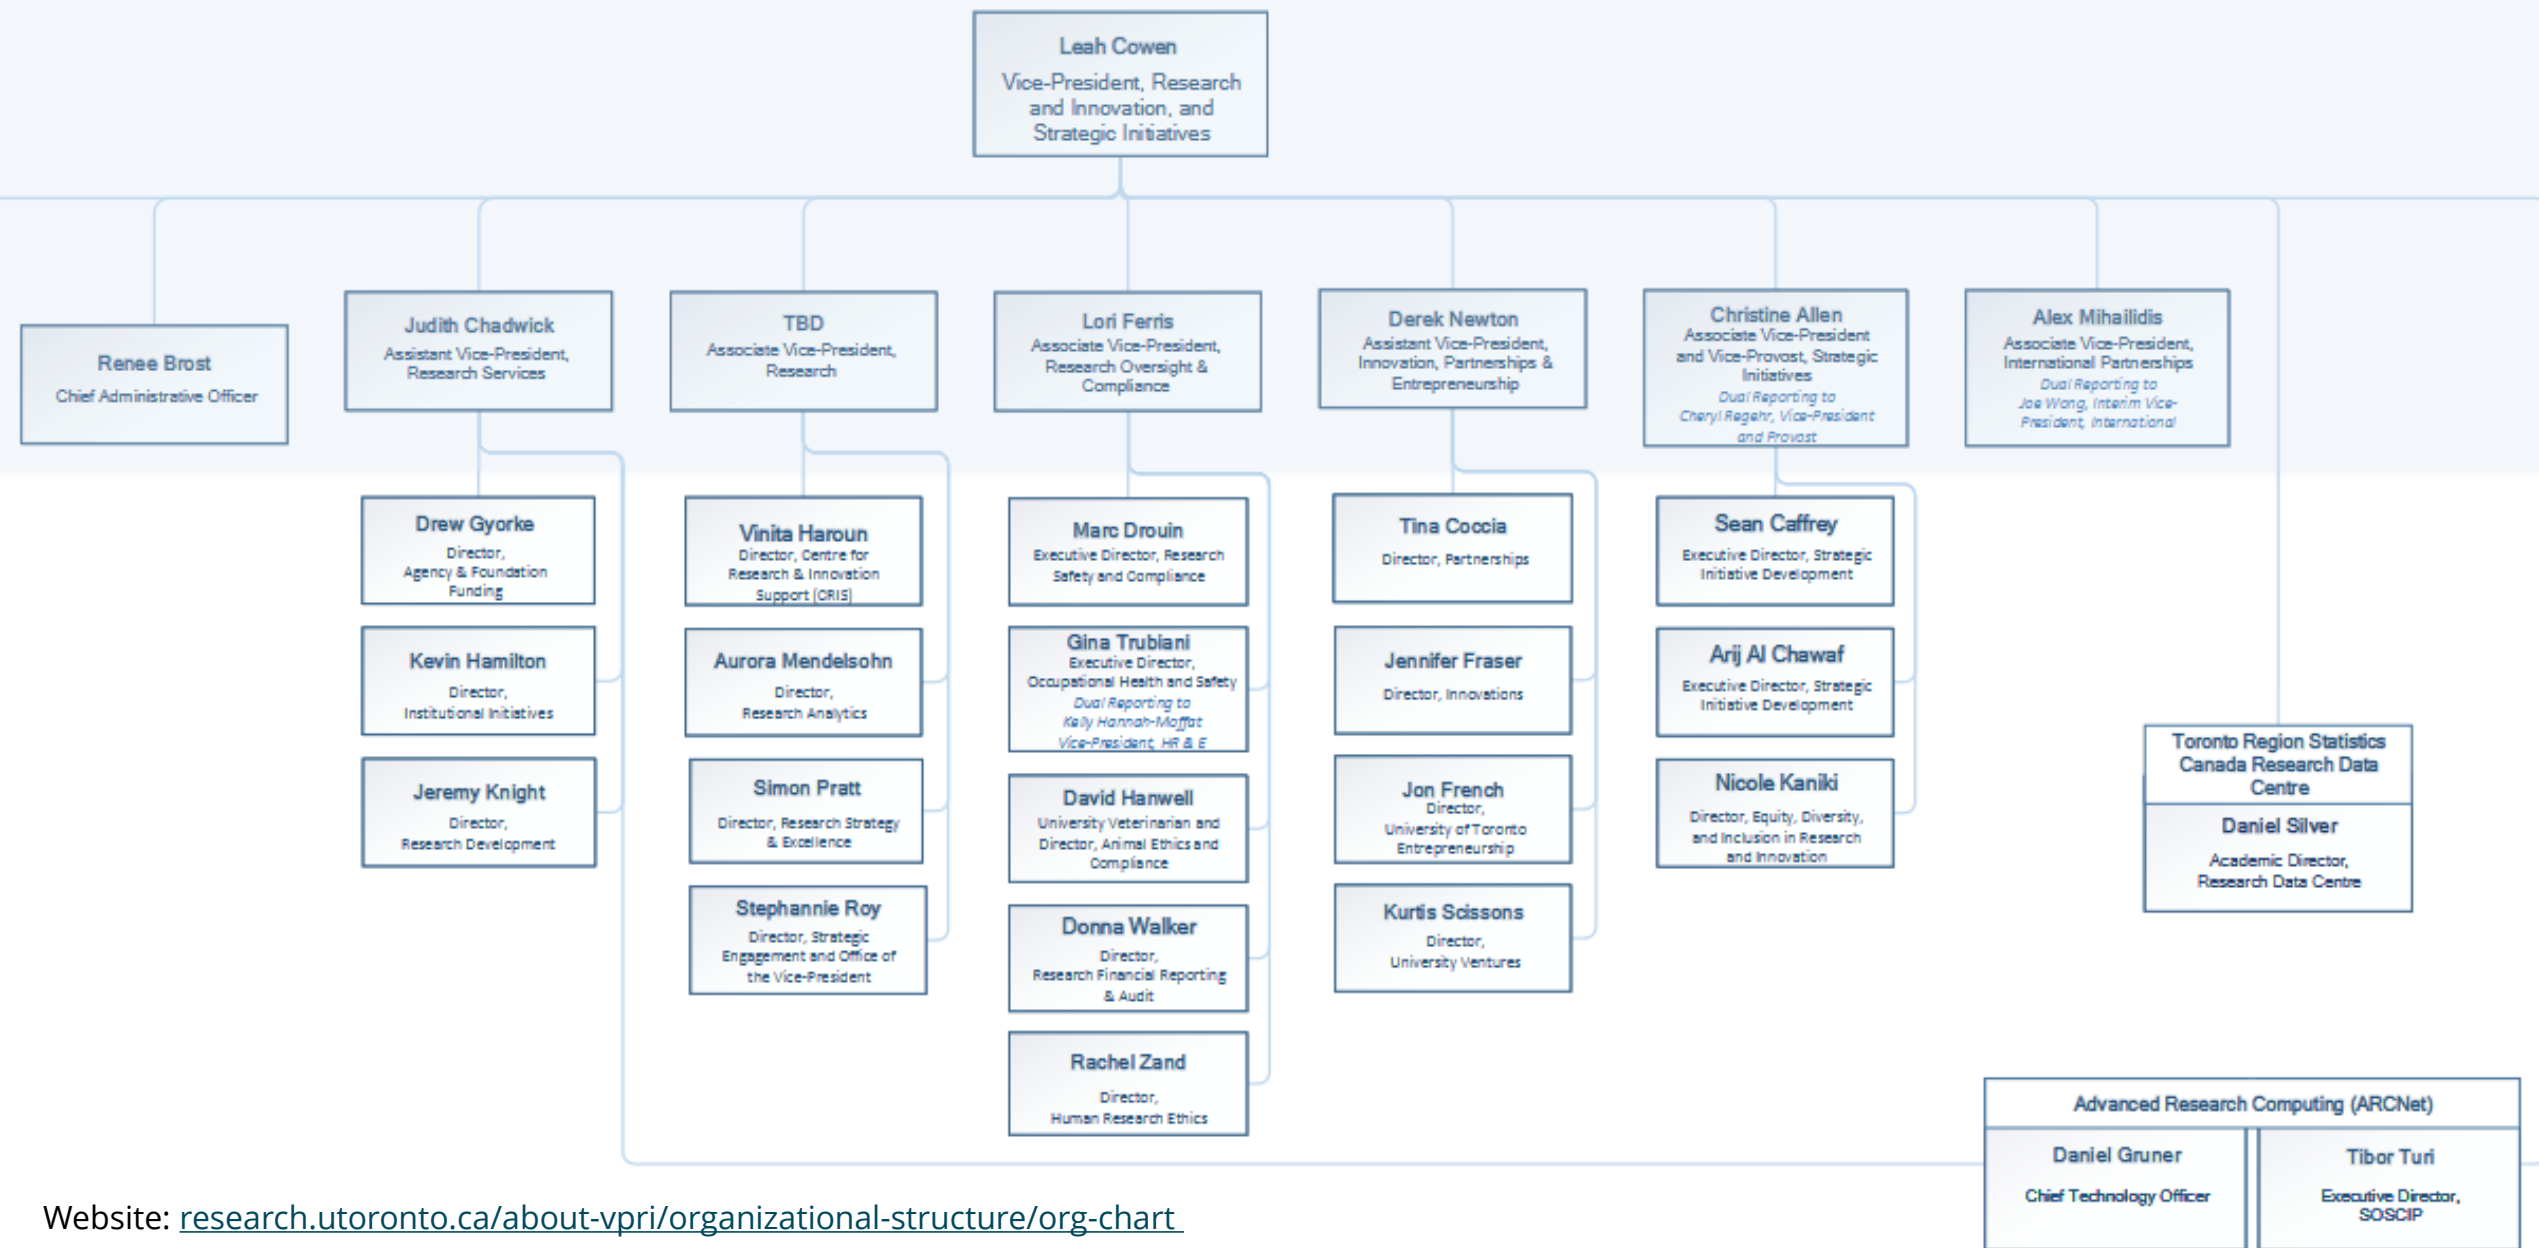 Leah Cowen
Vice-President, Research
and Innovation, and
Strategic Initiatives
Renee Brost
Chief Administrative Officer
Judith Chadwick
Assistant Vice-President,
Research Services
TBD
Associate Vice-President,
Research
Lori Ferris
Associate Vice-President,
Research Oversight &
Compliance
Derek Newton
Assistant Vice-President,
Innovation, Partnerships &
Entrepreneurship
Christine Allen
Associate Vice-President
and Vice-Provost, Strategic
Initiatives
Dual Reporting to
Cheryl Regehr, Vice-President
and Provost
Alex Mihailidis
Associate Vice-President,
International Partnerships
Dual Reporting to
Joe Wong, Interim Vice-
President, International
Drew Gyorke
Director,
Agency & Foundation
Funding
Kevin Hamilton
Director,
Institutional Initiatives
Jeremy Knight
Director,
Research Development
Vinita Haroun
Director, Centre for
Research & Innovation
Support (CRIS)
Aurora Mendelsohn
Director,
Research Analytics
Simon Pratt
Director, Research Strategy
& Excellence
Stephannie Roy
Director, Strategic
Engagement and Office of
the Vice-President
Marc Drouin
Executive Director, Research
Safety and Compliance
Gina Trubiani
Executive Director,
Occupational Health and Safety
Dual Reporting to
Kelly Hannah-Moffat
Vice-President, HR & E
David Hanwell
University Veterinarian and
Director, Animal Ethics and
Compliance
Donna Walker
Director,
Research Financial Reporting
& Audit
Rachel Zand
Director,
Human Research Ethics
Tina Coccia
Director, Partnerships
Jennifer Fraser
Director, Innovations
Jon French
Director,
University of Toronto
Entrepreneurship
Kurtis Scissons
Director,
University Ventures
Sean Caffrey
Executive Director, Strategic
Initiative Development
Arij Al Chawaf
Executive Director, Strategic
Initiative Development
Nicole Kaniki
Director, Equity, Diversity,
and Inclusion in Research
and Innovation
Toronto Region Statistics
Canada Research Data
Centre
Daniel Silver
Academic Director,
Research Data Centre
Advanced Research Computing (ARCNet)
Daniel Gruner
Chief Technology Officer
Tibor Turi
Executive Director,
SOSCIP
Website: research.utoronto.ca/about-vpri/organizational-structure/org-chart